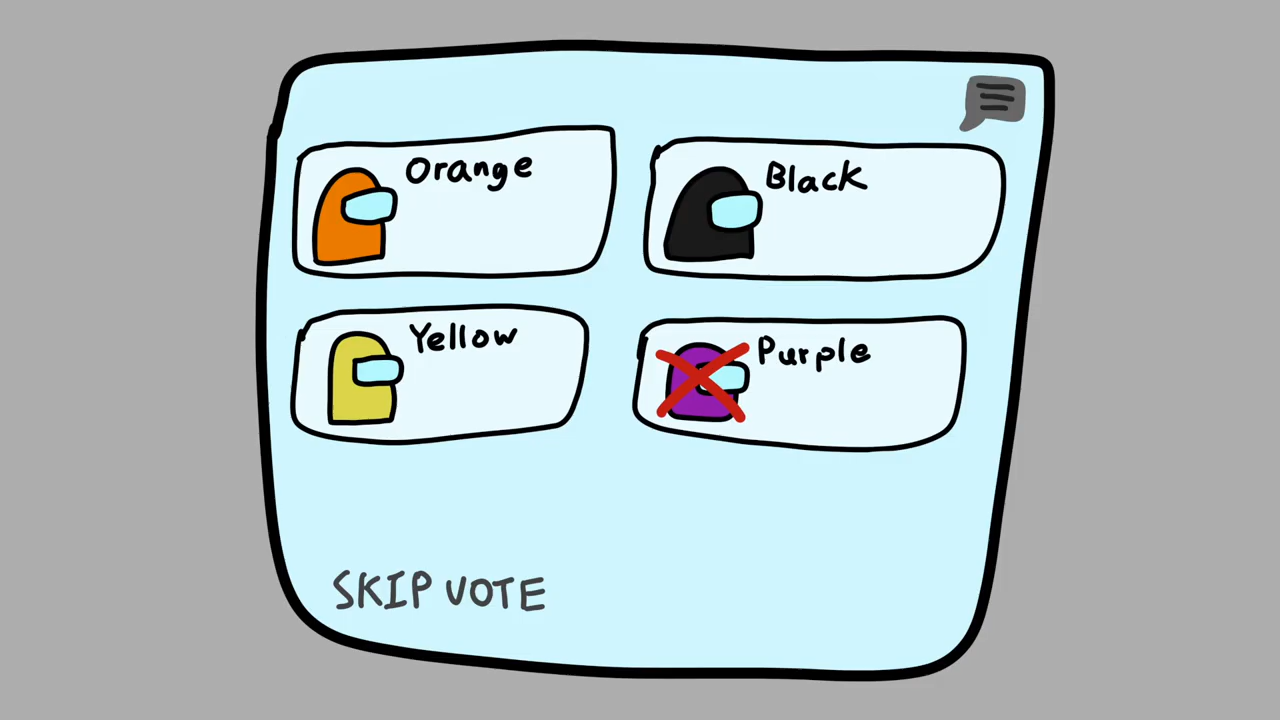 Orange
Black
Yellow
Purple
SKIP VOTE